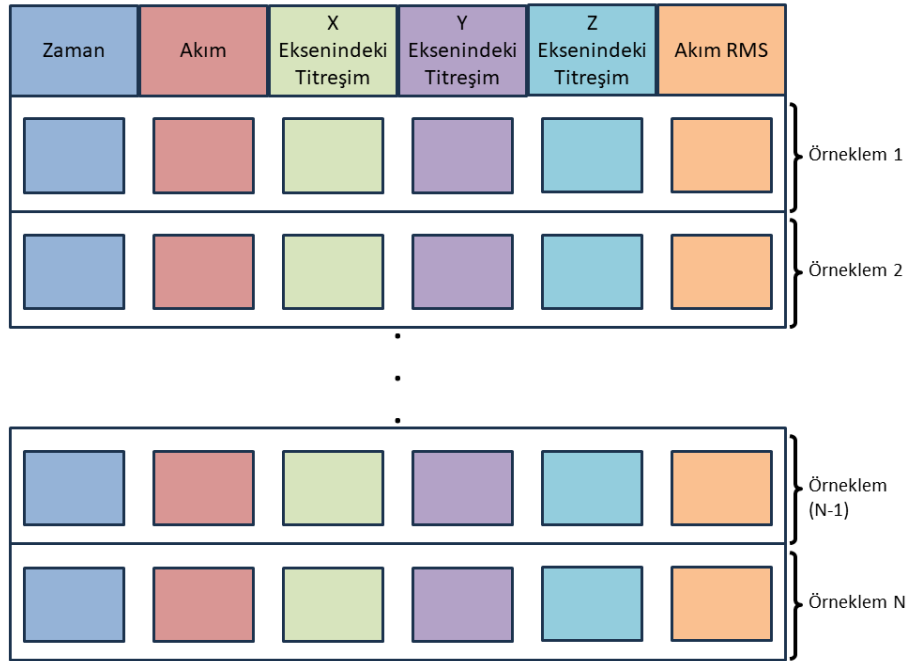 Zaman
Akım
X
Eksenindeki
Titreşim
Y
Eksenindeki
Titreşim
Z
Eksenindeki
Titreşim
Akım RMS
Örneklem 1
Örneklem 2
Örneklem
(N-1)
Örneklem N